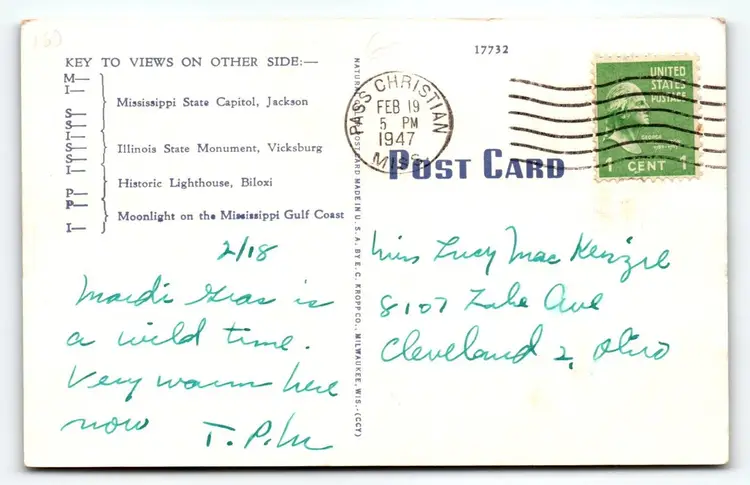 159
KEY TO VIEWS ON OTHER SIDE:—
M—
I—
Mississippi State Capitol, Jackson
S—
S—
I—
Illinois State Monument, Vicksburg
S—
S—
I—
Historic Lighthouse, Biloxi
P—
P—
Moonlight on the Mississippi Gulf Coast
I—
2/18
Mardi Gras is
a wild time.
Very warm here
now T.P.M
POST CARD MADE IN U.S.A. BY E. C. KROPP CO., MILWAUKEE, WIS.-(CCY)
17732
PASS CHRISTIAN
FEB 19
5 PM
1947
MISS.
UNITED
STATES
POSTAGE
GEORGE
1 CENT 1
POST CARD
Miss Lucy MacKenzie
8107 Lake Ave
Cleveland 2, Ohio